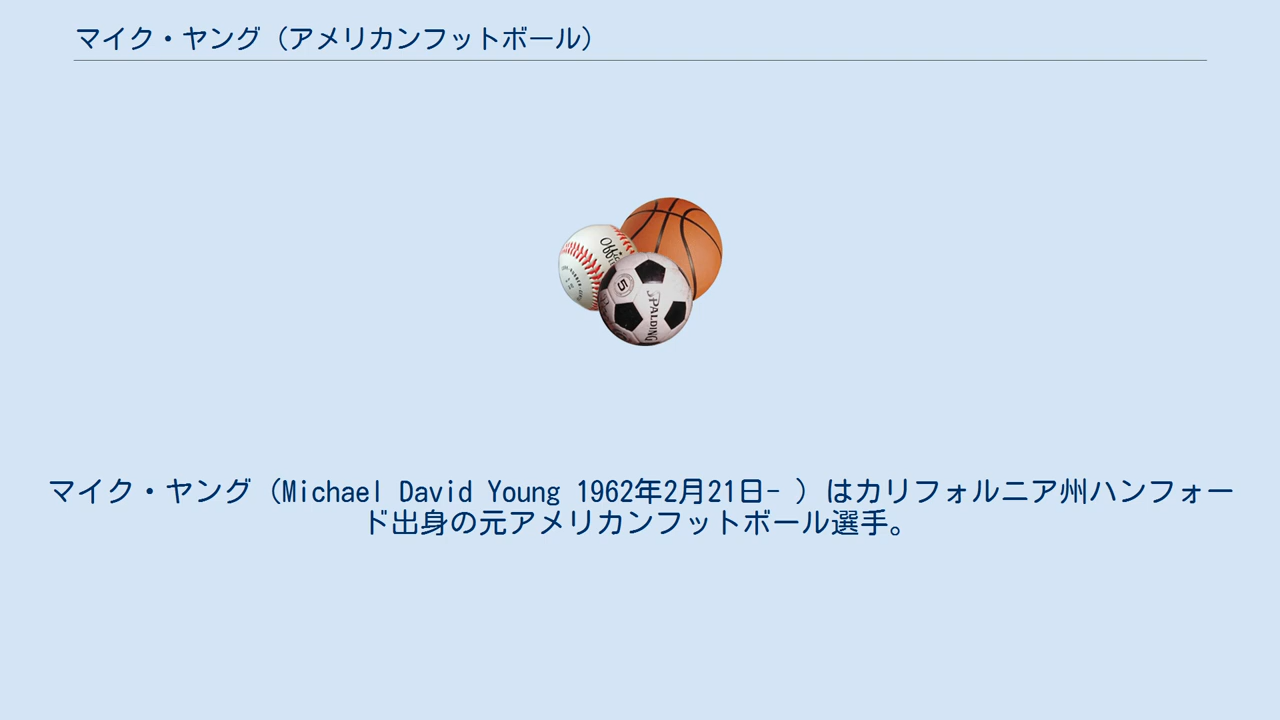 マイク・ヤング（アメリカンフットボール）
5
SPALDING
マイク・ヤング（Michael David Young 1962年2月21日- ）はカリフォルニア州ハンフォー
ド出身の元アメリカンフットボール選手。